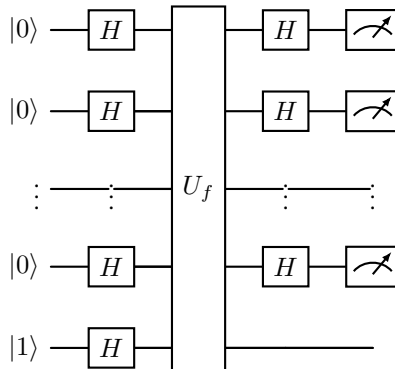 |0⟩ H H
|0⟩ H H
⋮ ⋮ U_f ⋮ ⋮
|0⟩ H H
|1⟩ H